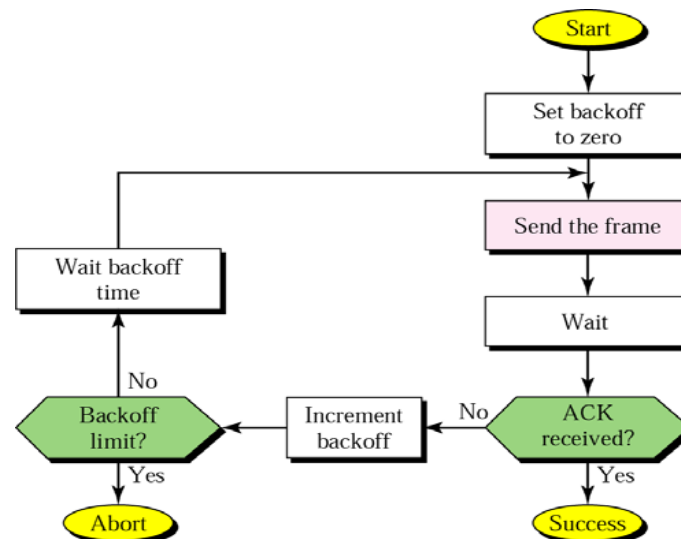 Start
Set backoff
to zero
Send the frame
Wait backoff
time
Wait
No
Backoff
limit?
Increment
backoff
No
ACK
received?
Yes
Yes
Abort
Success